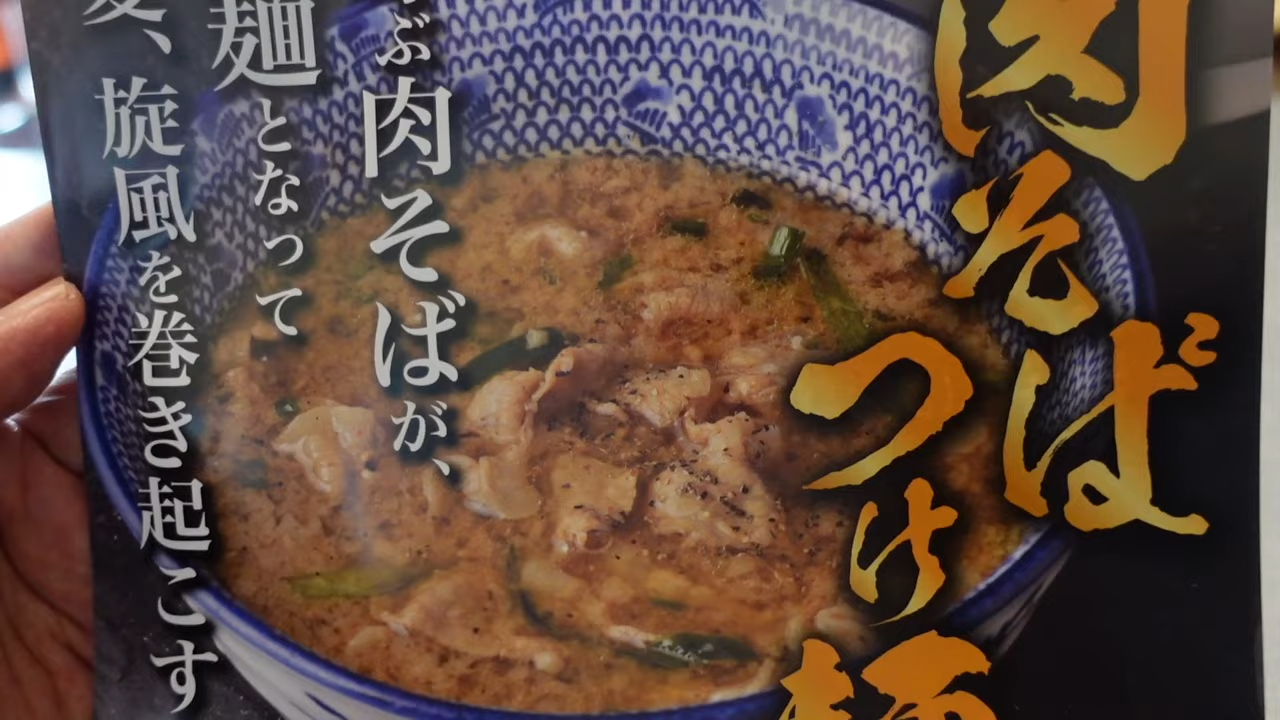 肉そば
つけ麺
ぶ肉そばが、
麺となって
旋風を巻き起こす